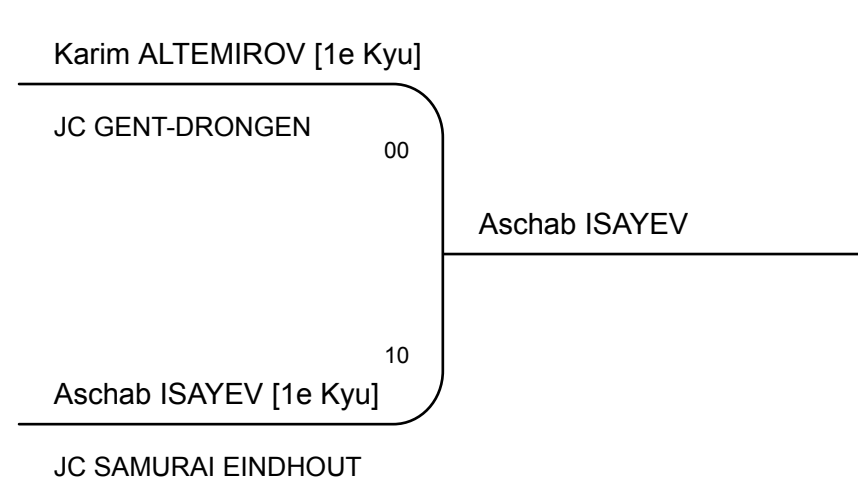 Karim ALTEMIROV [1e Kyu]
JC GENT-DRONGEN
00
Aschab ISAYEV
10
Aschab ISAYEV [1e Kyu]
JC SAMURAI EINDHOUT